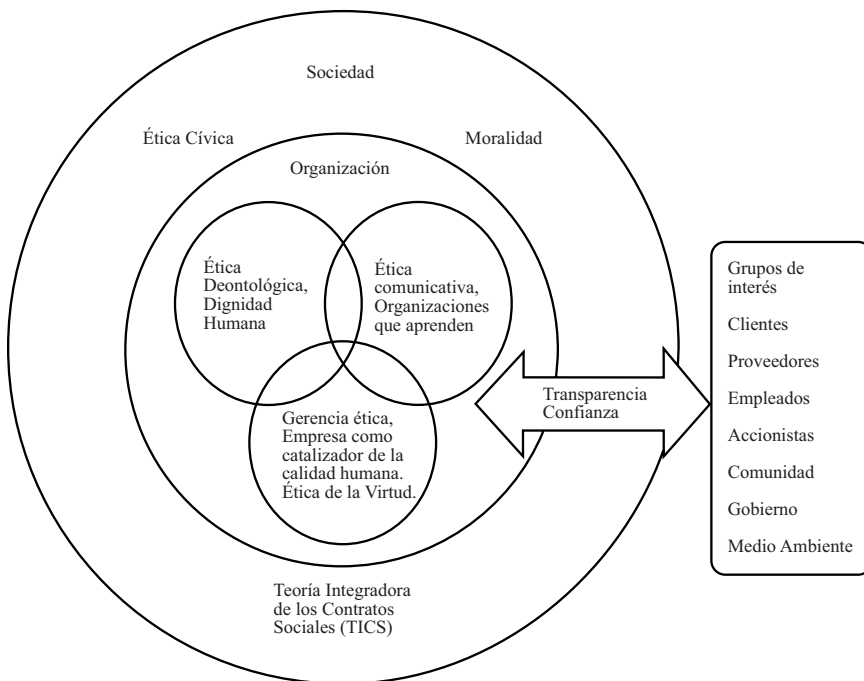 Sociedad
Ética Cívica
Moralidad
Organización
Ética
Deontológica,
Dignidad
Humana
Ética
comunicativa,
Organizaciones
que aprenden
Gerencia ética,
Empresa como
catalizador de la
calidad humana.
Ética de la Virtud.
Transparencia
Confianza
Teoría Integradora
de los Contratos
Sociales (TICS)
Grupos de
interés
Clientes
Proveedores
Empleados
Accionistas
Comunidad
Gobierno
Medio Ambiente